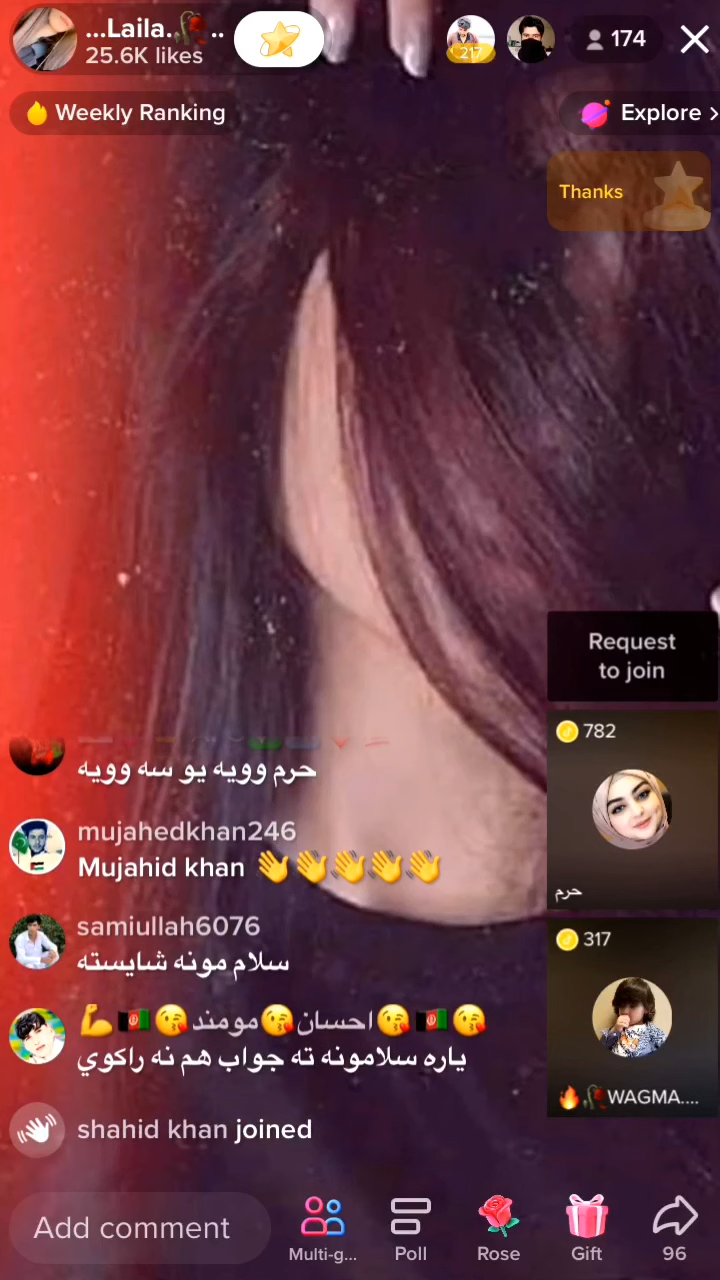 ...Laila.🥀..
25.6K likes
217
174
Weekly Ranking
Explore
Thanks
Request
to join
782
حرم
317
🔥🥀WAGMA....
حرم وویه یو سه وویه
mujahedkhan246
Mujahid khan 👋👋👋👋👋
samiullah6076
سلام مونه شایسته
💪🇦🇫😘احسان😘مومند😘🇦🇫😘
یاره سلامونه ته جواب هم نه راکوي
shahid khan joined
Add comment
Multi-g...
Poll
Rose
Gift
96